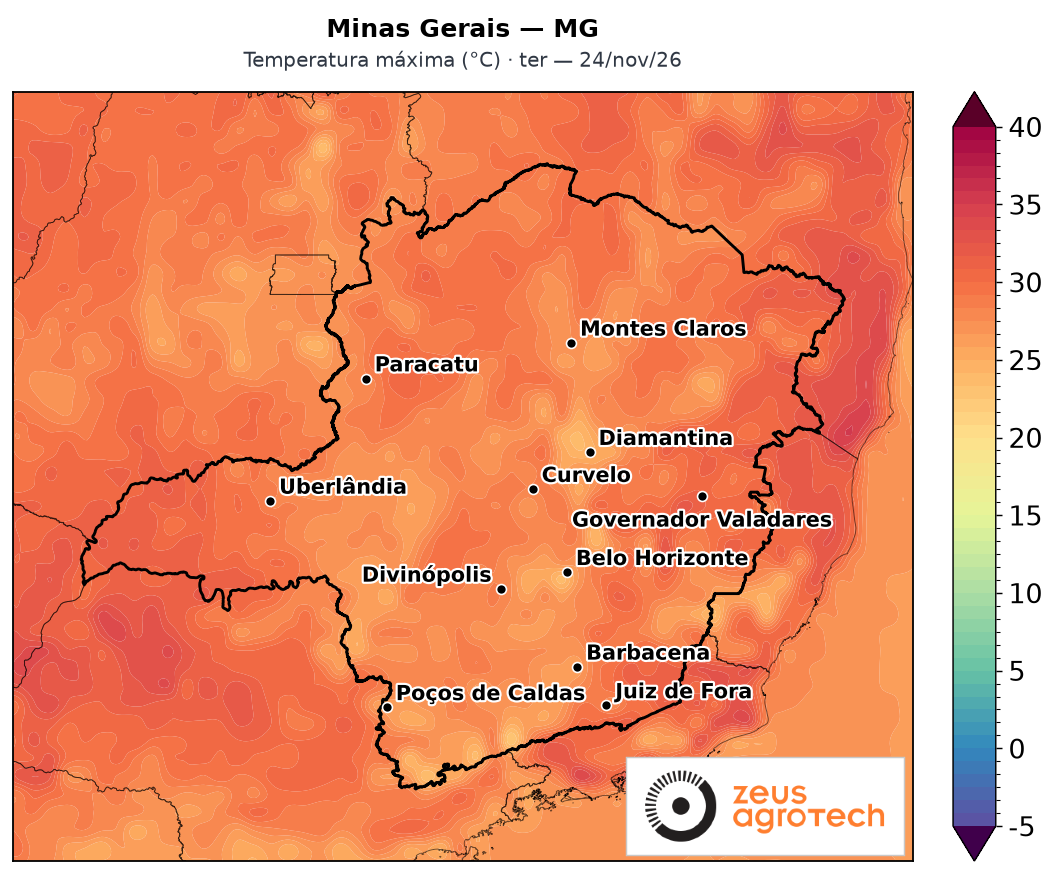 Minas Gerais — MG
Temperatura máxima (°C) · ter — 24/nov/26
40
35
30
25
20
15
10
5
0
-5
Montes Claros
Paracatu
Diamantina
Curvelo
Uberlândia
Governador Valadares
Belo Horizonte
Divinópolis
Barbacena
Poços de Caldas
Juiz de Fora
zeus
agrotech